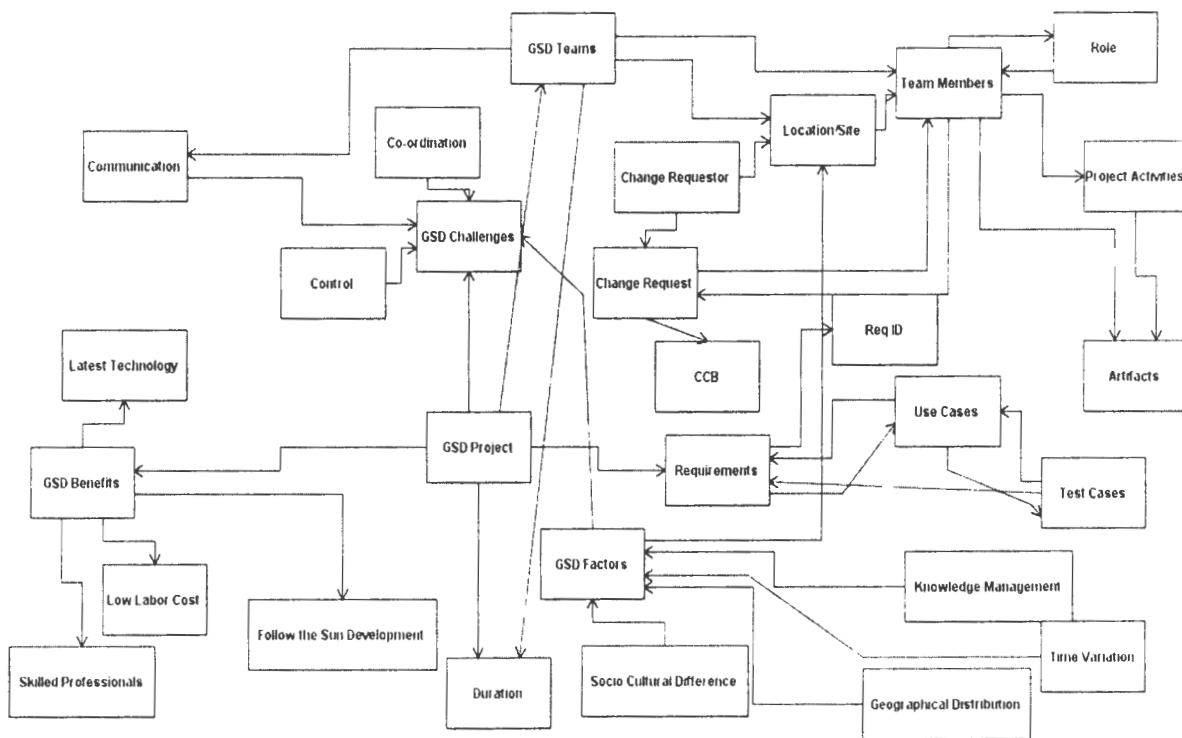 GSD Teams
Role
Team Members
Co-ordination
Location/Site
Communication
Change Requestor
Project Activities
GSD Challenges
Control
Change Request
Req ID
Latest Technology
CCB
Artifacts
Use Cases
GSD Project
Requirements
GSD Benefits
Test Cases
GSD Factors
Knowledge Management
Low Labor Cost
Follow the Sun Development
Time Variation
Skilled Professionals
Duration
Socio Cultural Difference
Geographical Distribution